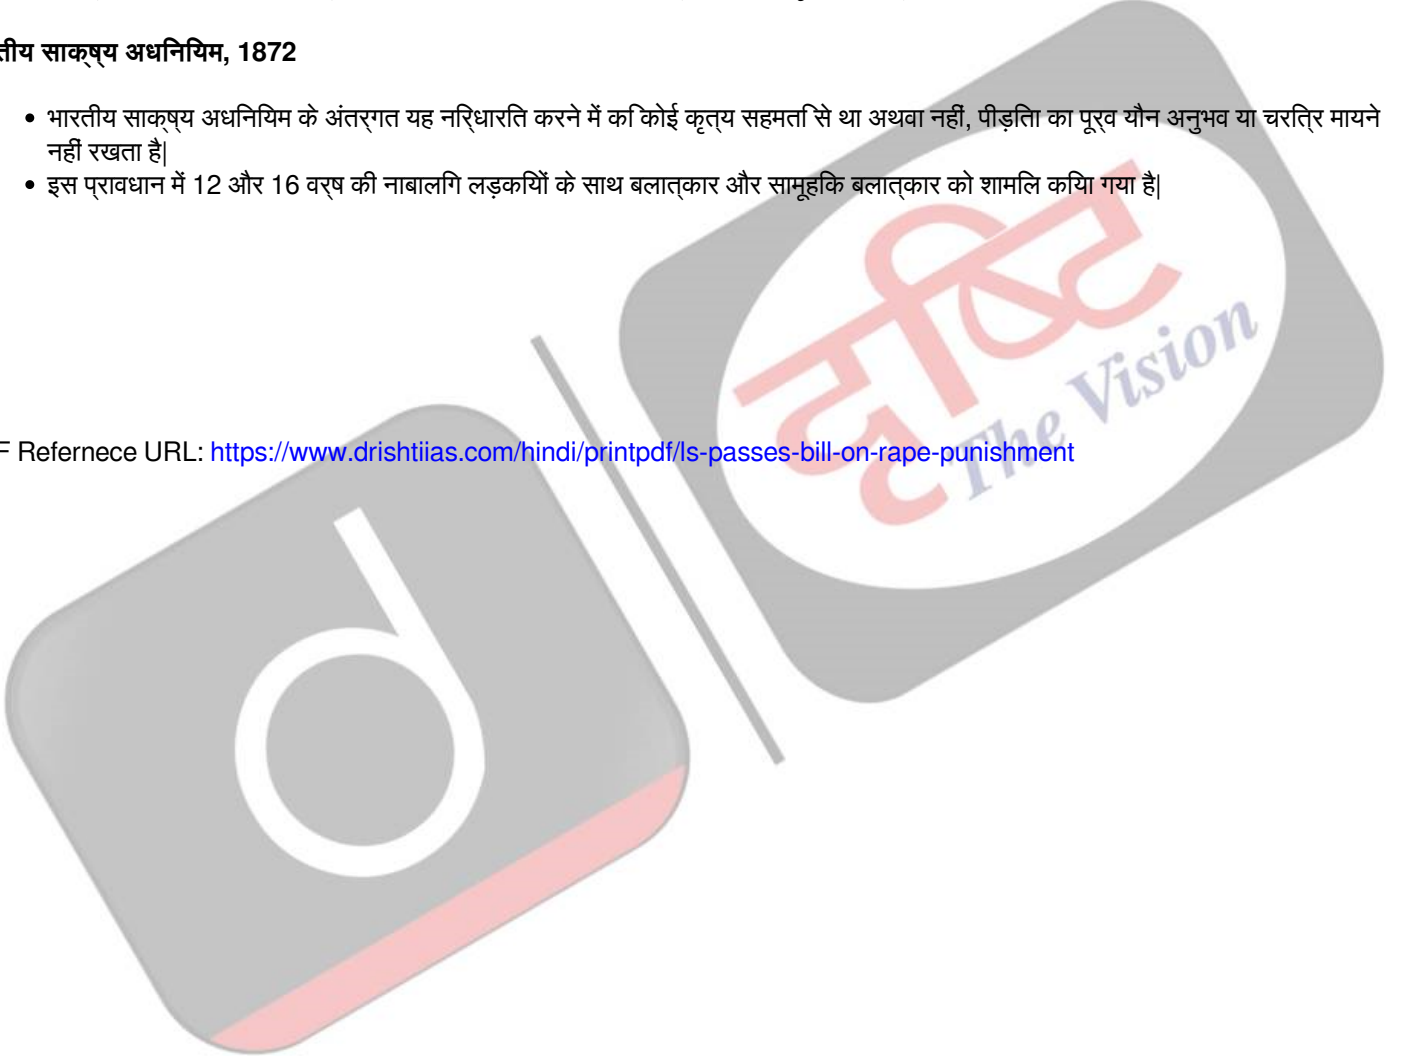 तीय साक्ष्य अधिनियम, 1872
• भारतीय साक्ष्य अधिनियम के अंतर्गत यह निर्धारित करने में कि कोई कृत्य सहमति से था अथवा नहीं, पीड़िता का पूर्व यौन अनुभव या चरित्र मायने
नहीं रखता है|
• इस प्रावधान में 12 और 16 वर्ष की नाबालिग लड़कियों के साथ बलात्कार और सामूहिक बलात्कार को शामिल किया गया है|
दृष्टि
The Vision
F Refernece URL: https://www.drishtiias.com/hindi/printpdf/ls-passes-bill-on-rape-punishment
d